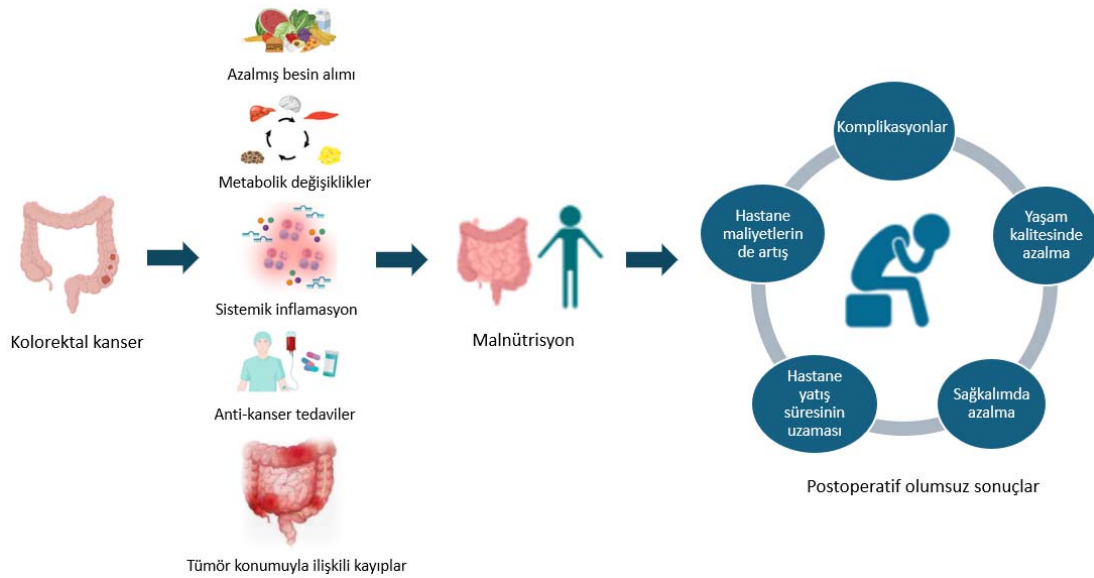 Kolorektal kanser
Azalmış besin alımı
Metabolik değişiklikler
Sistemik inflamasyon
Anti-kanser tedaviler
Tümör konumuyla ilişkili kayıplar
Malnütrisyon
Komplikasyonlar
Yaşam
kalitesinde
azalma
Sağkalımda
azalma
Hastane
yatış
süresinin
uzaması
Hastane
maliyetlerin
de artış
Postoperatif olumsuz sonuçlar